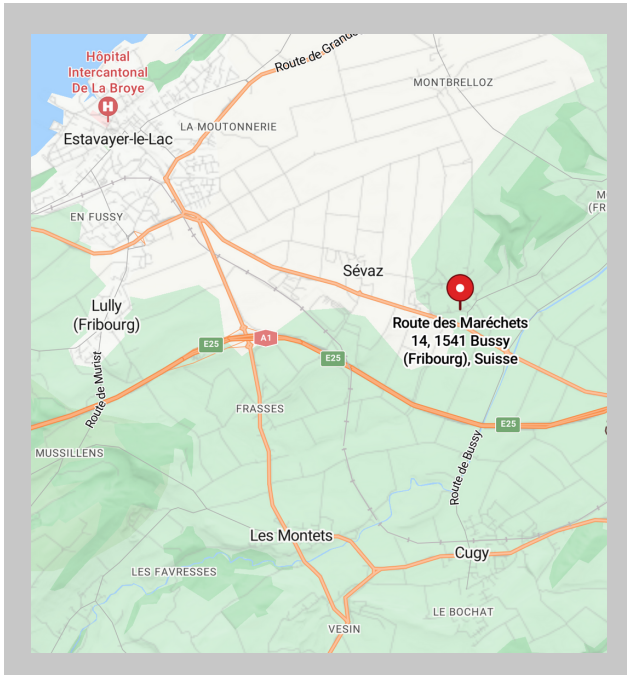 Route de Grande
Hôpital
Intercantonal
De La Broye
H
MONTBRELLOZ
Estavayer-le-Lac
LA MOUTONNERIE
M
(FR
EN FUSSY
Sévaz
Lully
(Fribourg)
Route des Maréchets
14, 1541 Bussy
(Fribourg), Suisse
A1
E25
E25
Route de Murist
FRASSES
E25
MUSSILLENS
Route de Bussy
Les Montets
Cugy
LES FAVRESSES
LE BOCHAT
VESIN